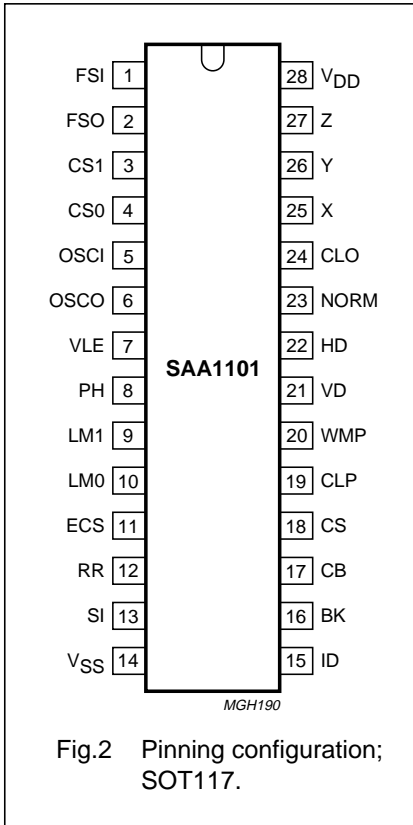 FSI 1 28 VDD
FSO 2 27 Z
CS1 3 26 Y
CS0 4 25 X
OSCI 5 24 CLO
OSCO 6 23 NORM
VLE 7 22 HD
SAA1101
PH 8 21 VD
LM1 9 20 WMP
LM0 10 19 CLP
ECS 11 18 CS
RR 12 17 CB
SI 13 16 BK
VSS 14 15 ID
MGH190
Fig.2 Pinning configuration;
SOT117.